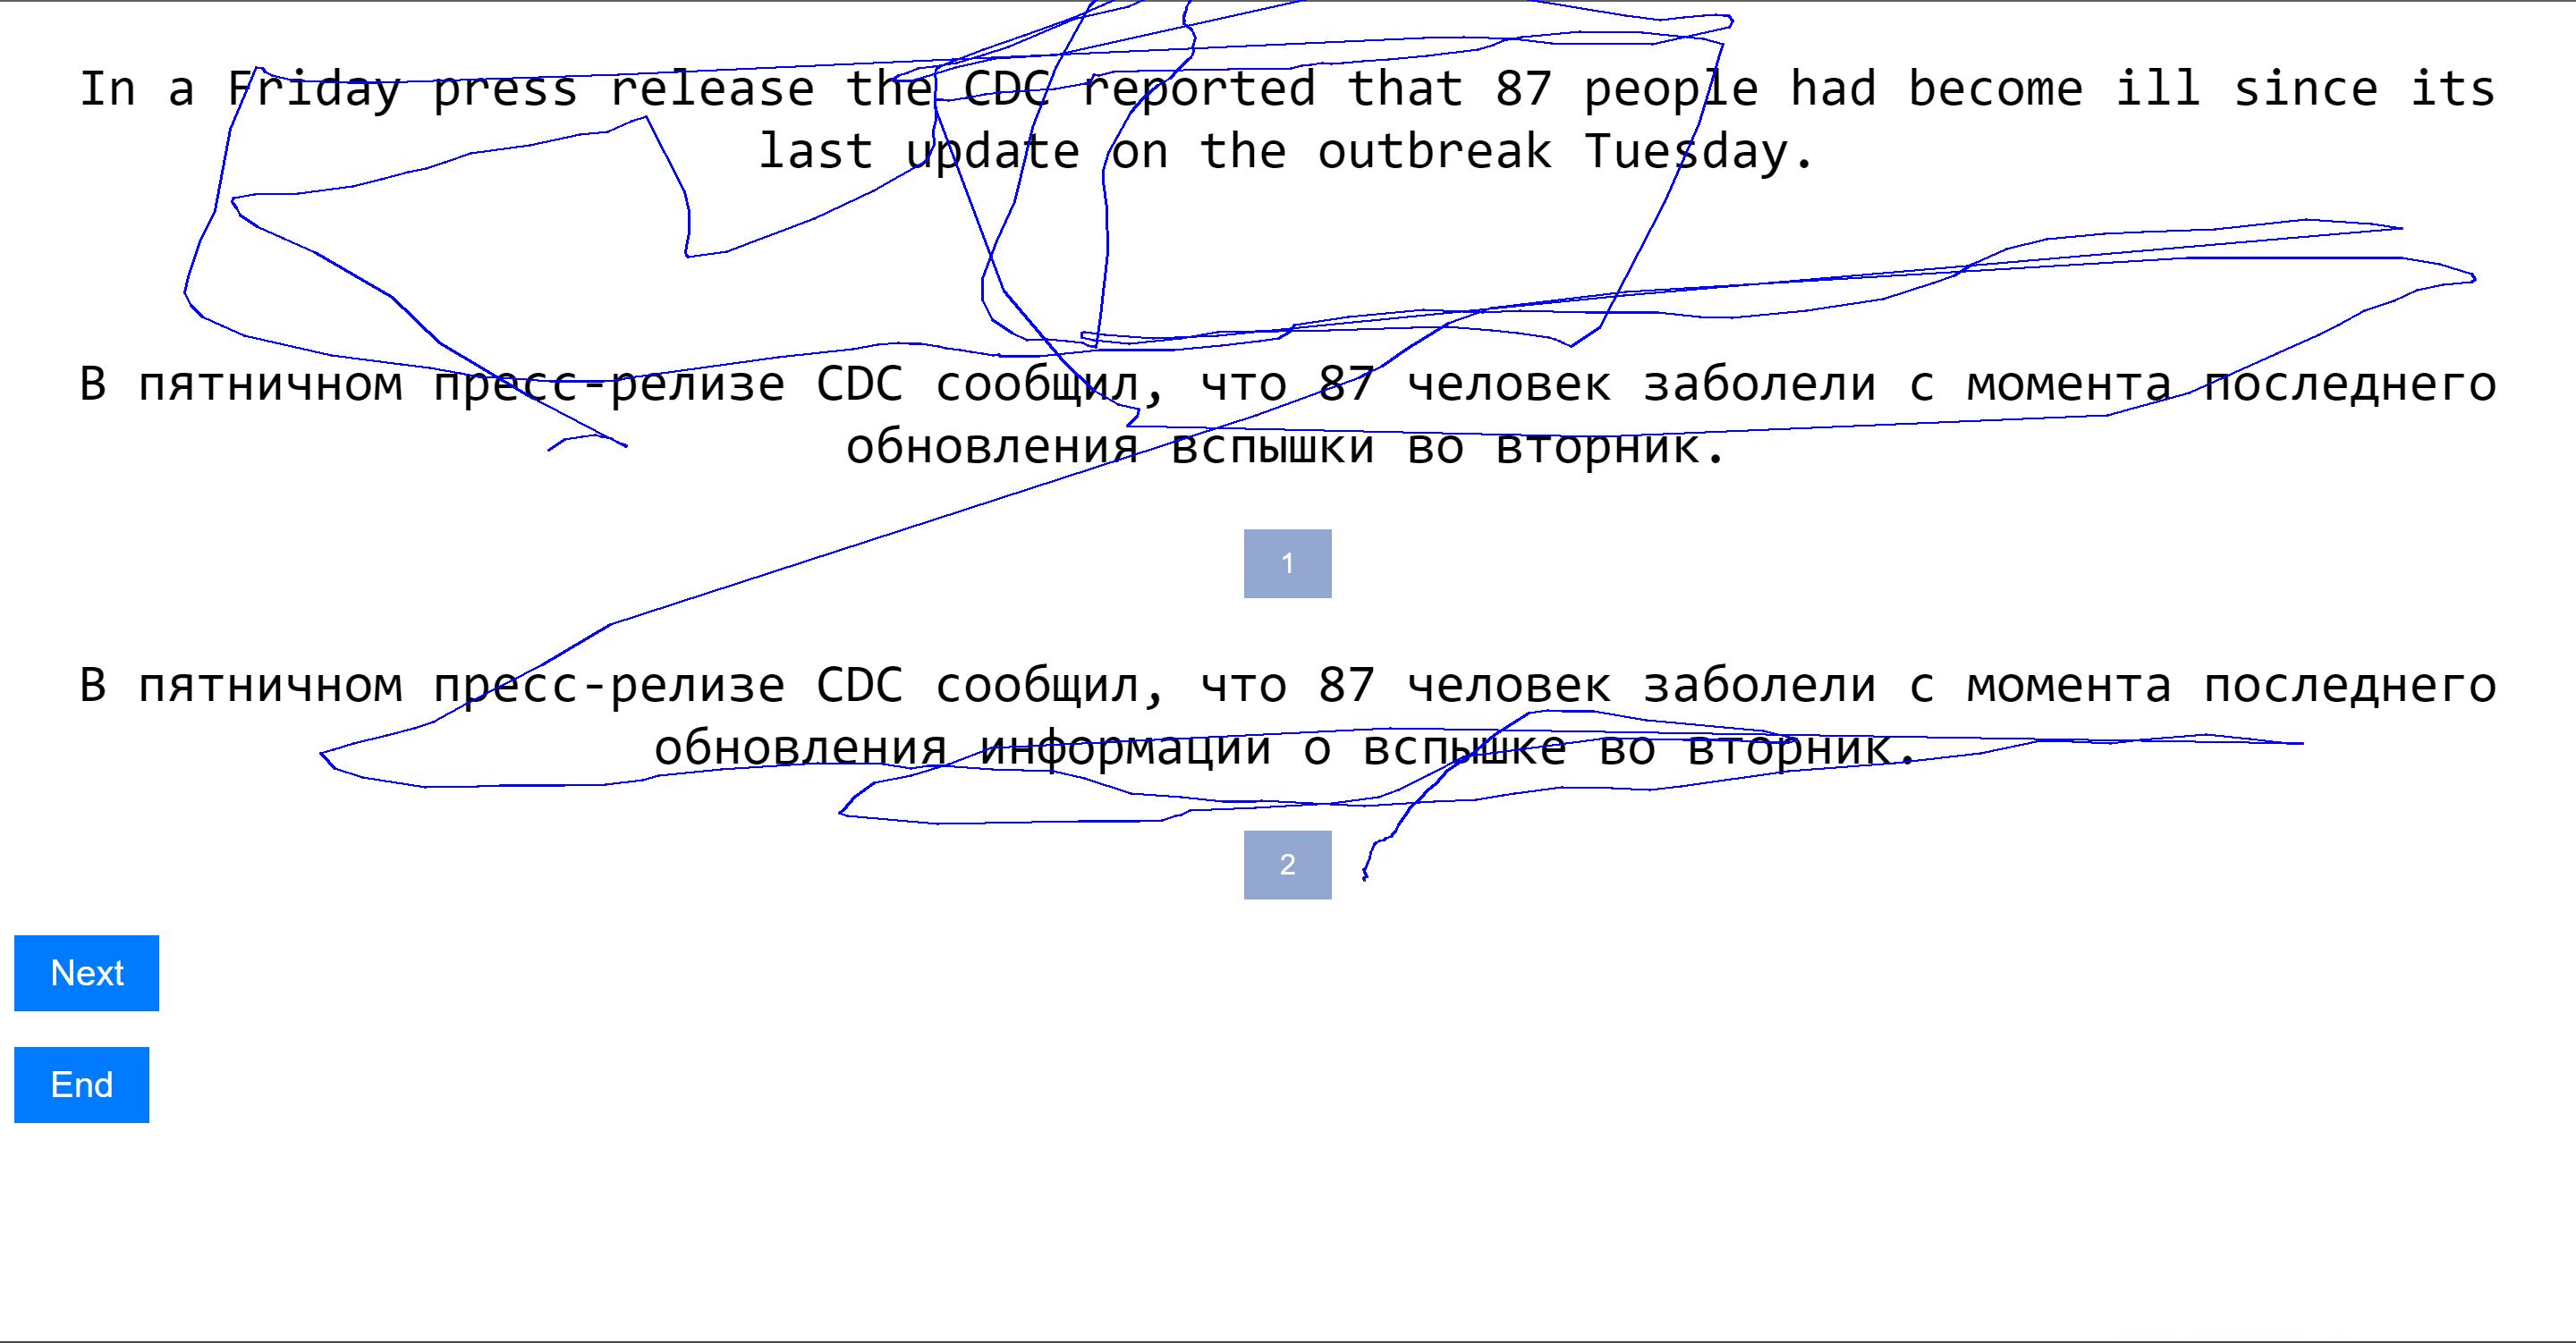 In a Friday press release the CDC reported that 87 people had become ill since its
last update on the outbreak Tuesday.
В пятничном пресс-релизе CDC сообщил, что 87 человек заболели с момента последнего
обновления вспышки во вторник.
1
В пятничном пресс-релизе CDC сообщил, что 87 человек заболели с момента последнего
обновления информации о вспышке во вторник.
2
Next
End